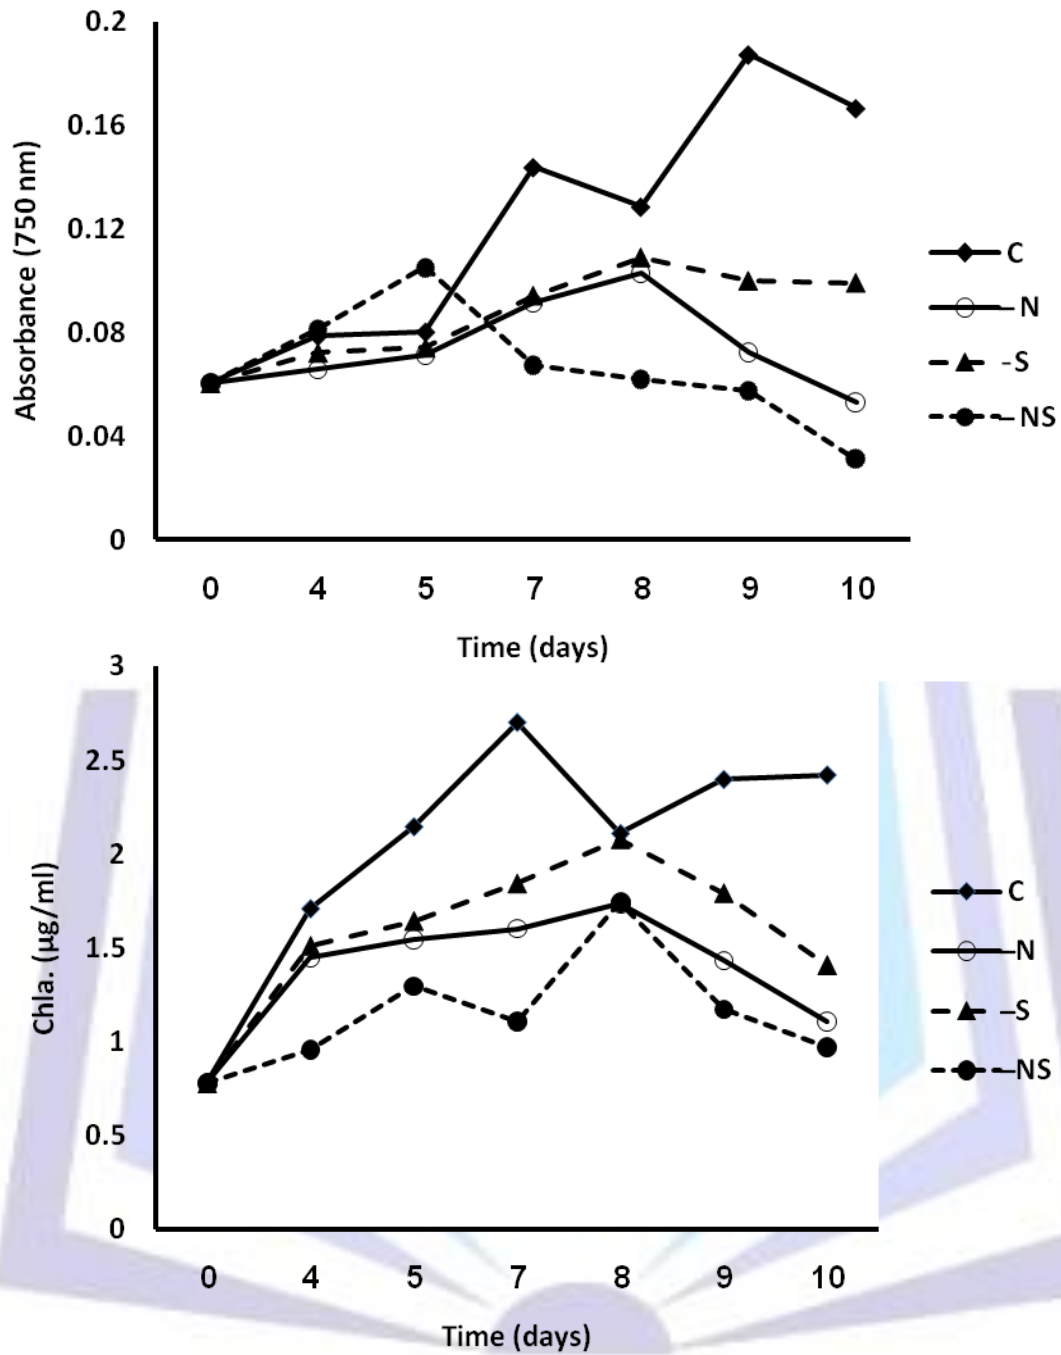 0.2
0.16
0.12
0.08
0.04
0
Absorbance (750 nm)
0 4 5 7 8 9 10
Time (days)
C
–N
-S
–NS
3
2.5
2
1.5
1
0.5
0
Chla. (µg/ml)
0 4 5 7 8 9 10
Time (days)
C
–N
–S
–NS